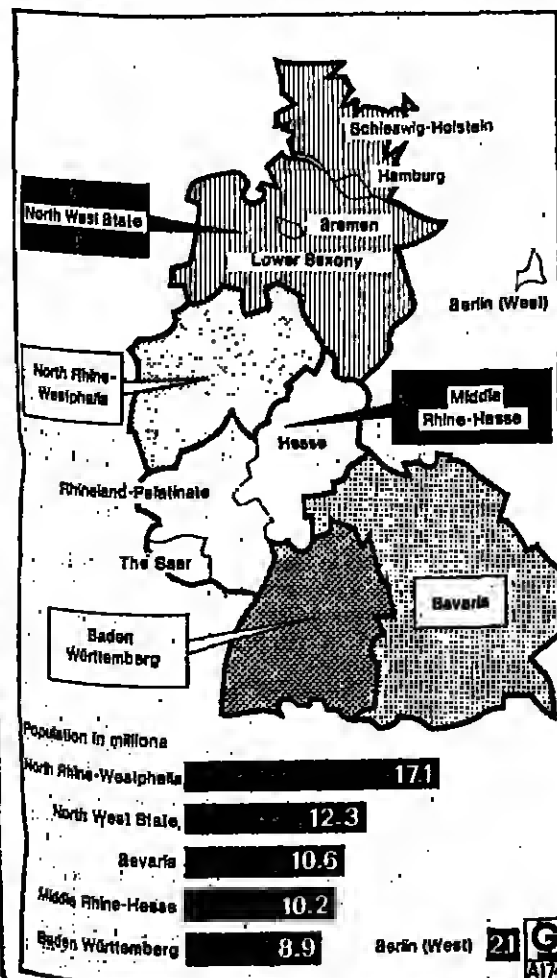 Schleswig-Holstein
Hamburg
North West State
Bremen
Lower Saxony
Berlin (West)
North Rhine-
Westphalia
Middle
Rhine-Hesse
Hesse
Rhineland-Palatinate
The Saar
Bavaria
Baden
Württemberg
Population in millions
North Rhine-Westphalia 17.1
North West State 12.3
Bavaria 10.6
Middle Rhine-Hesse 10.2
Baden Württemberg 8.9
Berlin (West) 2.1
G